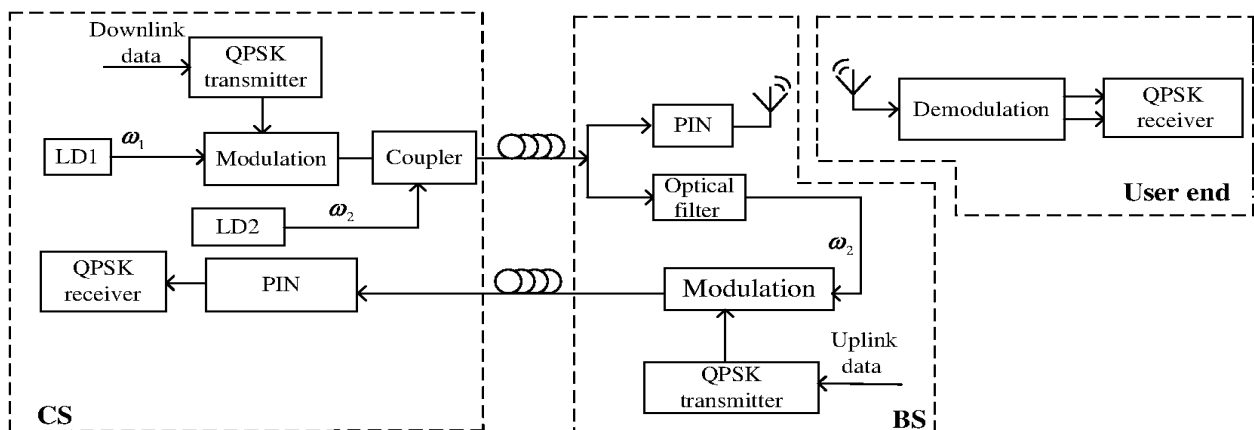 Downlink
data
QPSK
transmitter
LD1
ω₁
Modulation
Coupler
LD2
ω₂
QPSK
receiver
PIN
CS
PIN
Optical
filter
ω₂
Modulation
QPSK
transmitter
Uplink
data
BS
Demodulation
QPSK
receiver
User end